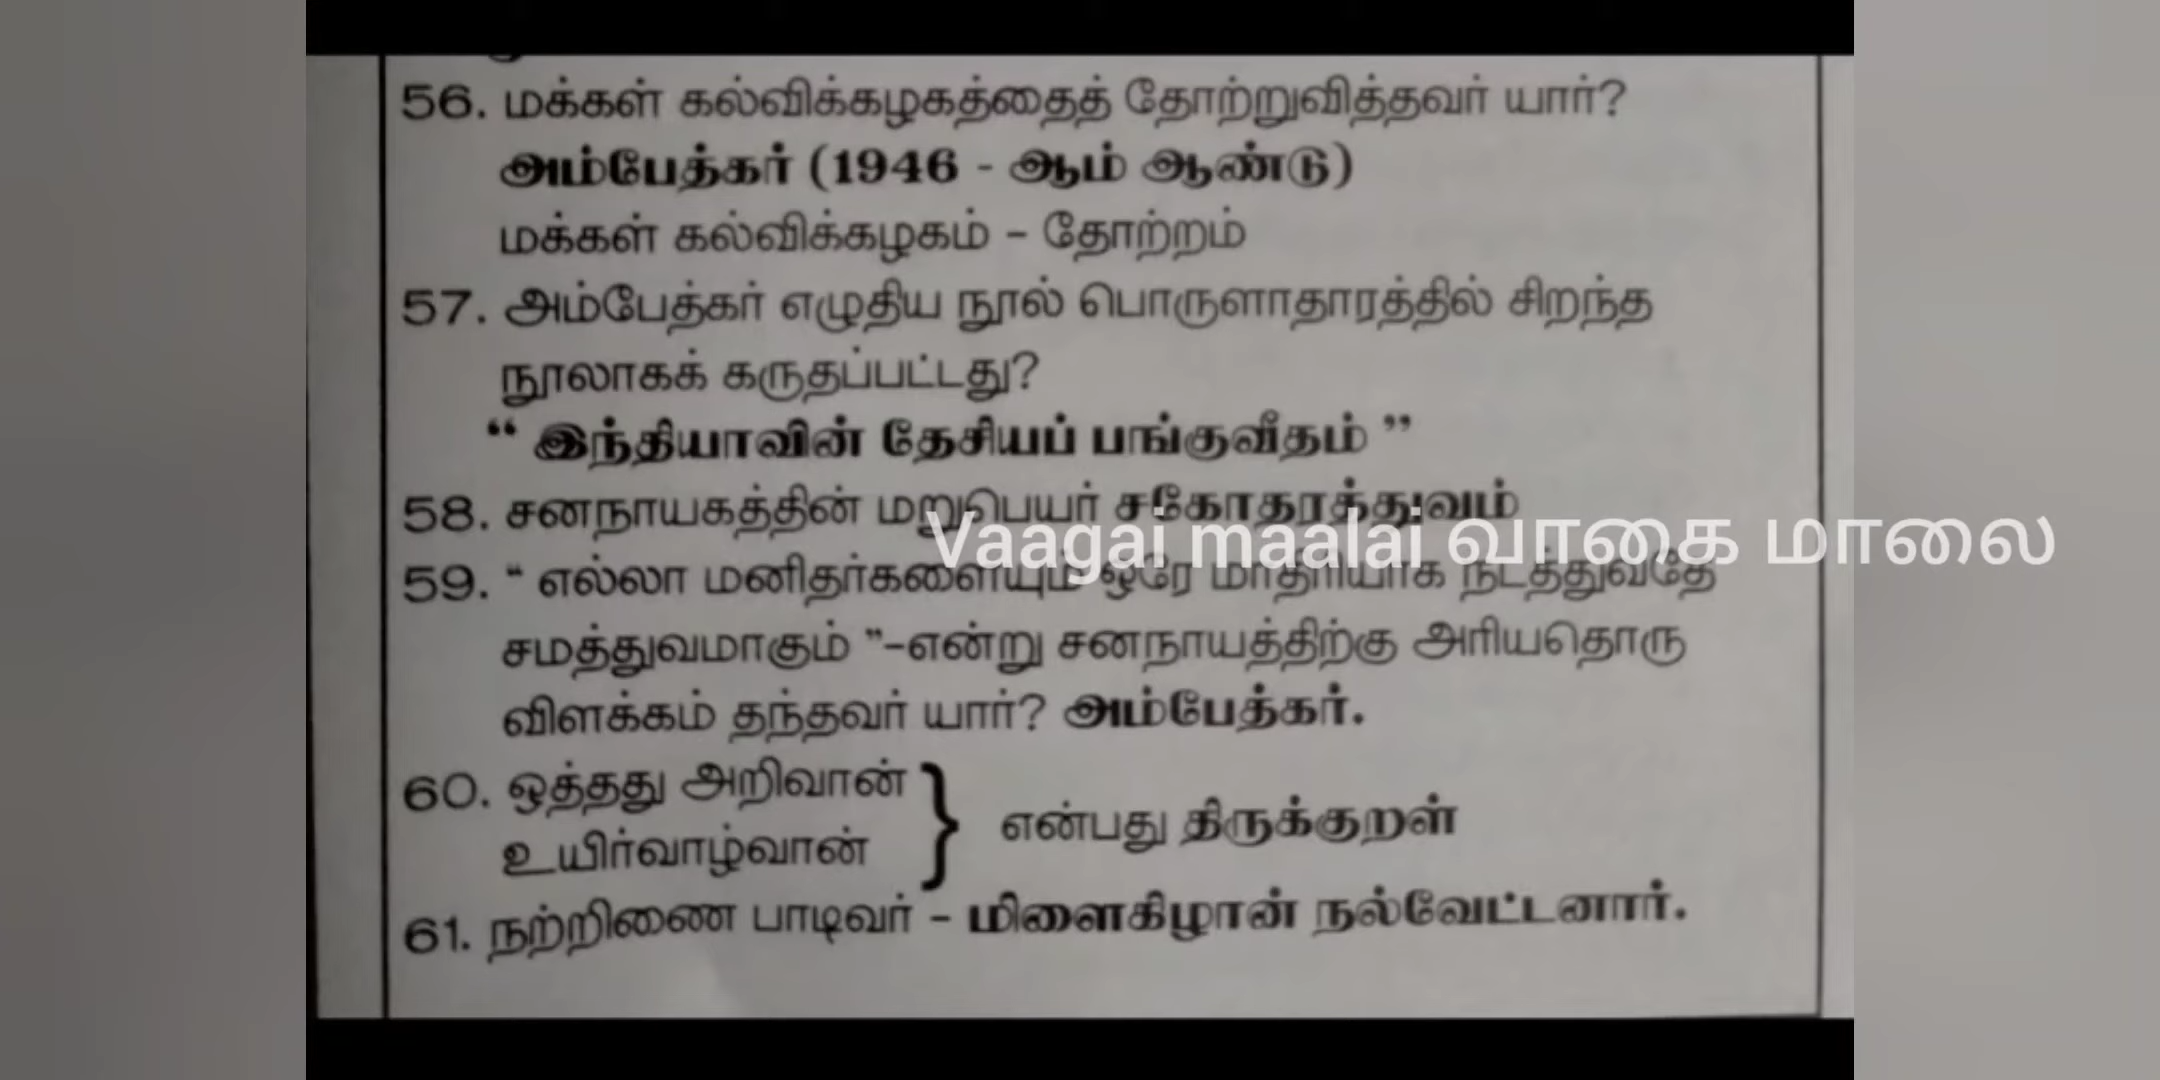 56. மக்கள் கல்விக்கழகத்தைத் தோற்றுவித்தவர் யார்?
அம்பேத்கர் (1946 - ஆம் ஆண்டு)
மக்கள் கல்விக்கழகம் – தோற்றம்
57. அம்பேத்கர் எழுதிய நூல் பொருளாதாரத்தில் சிறந்த
நூலாகக் கருதப்பட்டது?
“ இந்தியாவின் தேசியப் பங்குவீதம் ”
58. சனநாயகத்தின் மறுபெயர் சகோதரத்துவம்
Vaagai maalai வாகை மாலை
59. “ எல்லா மனிதர்களையும் ஒரே மாதிரியாக நடத்துவதே
சமத்துவமாகும் ”–என்று சனநாயத்திற்கு அரியதொரு
விளக்கம் தந்தவர் யார்? அம்பேத்கர்.
60. ஒத்தது அறிவான்
உயிர்வாழ்வான் } என்பது திருக்குறள்
61. நற்றிணை பாடிவர் – மிளைகிழான் நல்வேட்டனார்.